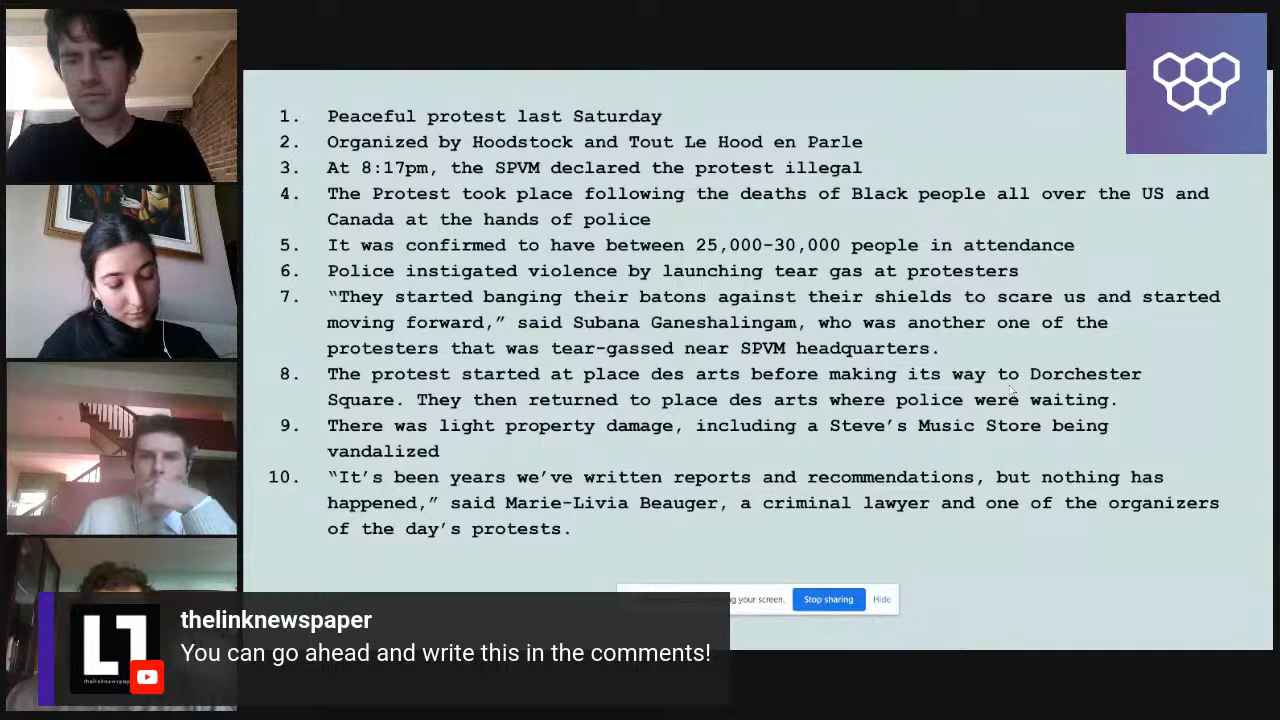 1. Peaceful protest last Saturday
2. Organized by Hoodstock and Tout Le Hood en Parle
3. At 8:17pm, the SPVM declared the protest illegal
4. The Protest took place following the deaths of Black people all over the US and
Canada at the hands of police
5. It was confirmed to have between 25,000-30,000 people in attendance
6. Police instigated violence by launching tear gas at protesters
7. “They started banging their batons against their shields to scare us and started
moving forward,” said Subana Ganeshalingam, who was another one of the
protesters that was tear-gassed near SPVM headquarters.
8. The protest started at place des arts before making its way to Dorchester
Square. They then returned to place des arts where police were waiting.
9. There was light property damage, including a Steve’s Music Store being
vandalized
10. “It’s been years we’ve written reports and recommendations, but nothing has
happened,” said Marie-Livia Beauger, a criminal lawyer and one of the organizers
of the day’s protests.
your screen. Stop sharing Hide
thelinknewspaper
You can go ahead and write this in the comments!